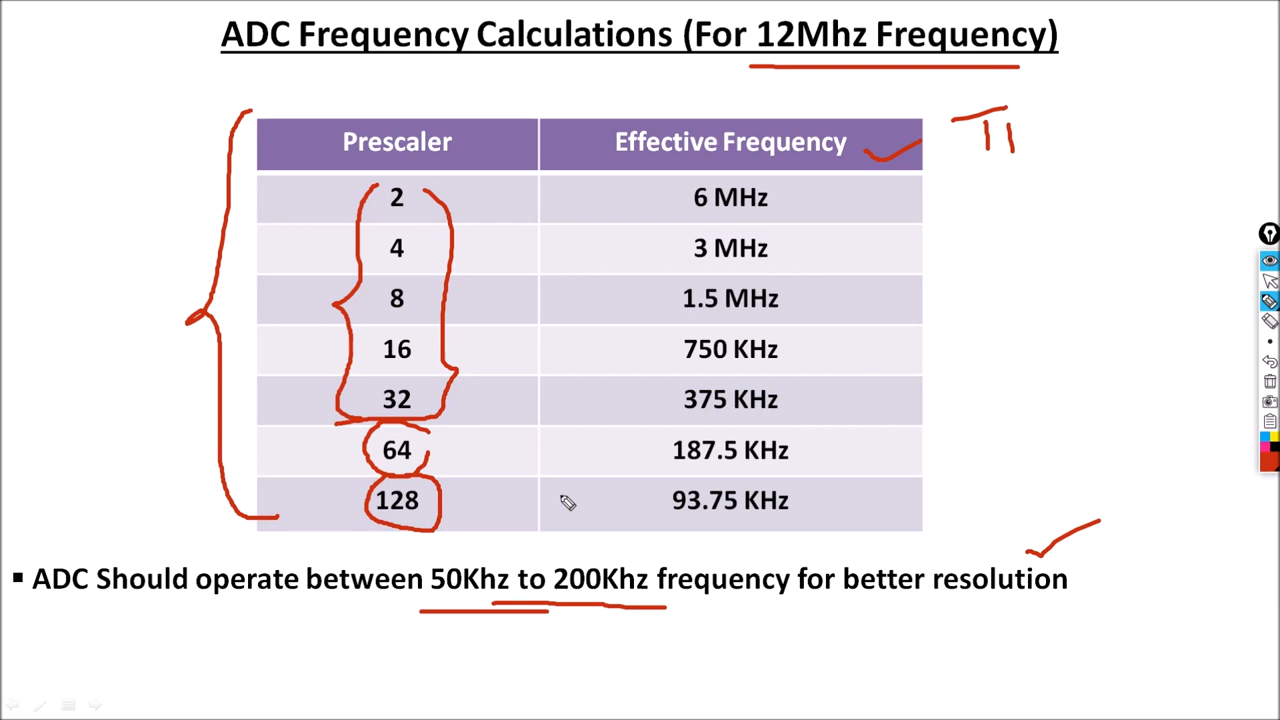 ADC Frequency Calculations (For 12Mhz Frequency)
Prescaler Effective Frequency
2 6 MHz
4 3 MHz
8 1.5 MHz
16 750 KHz
32 375 KHz
64 187.5 KHz
128 93.75 KHz
▪ ADC Should operate between 50Khz to 200Khz frequency for better resolution